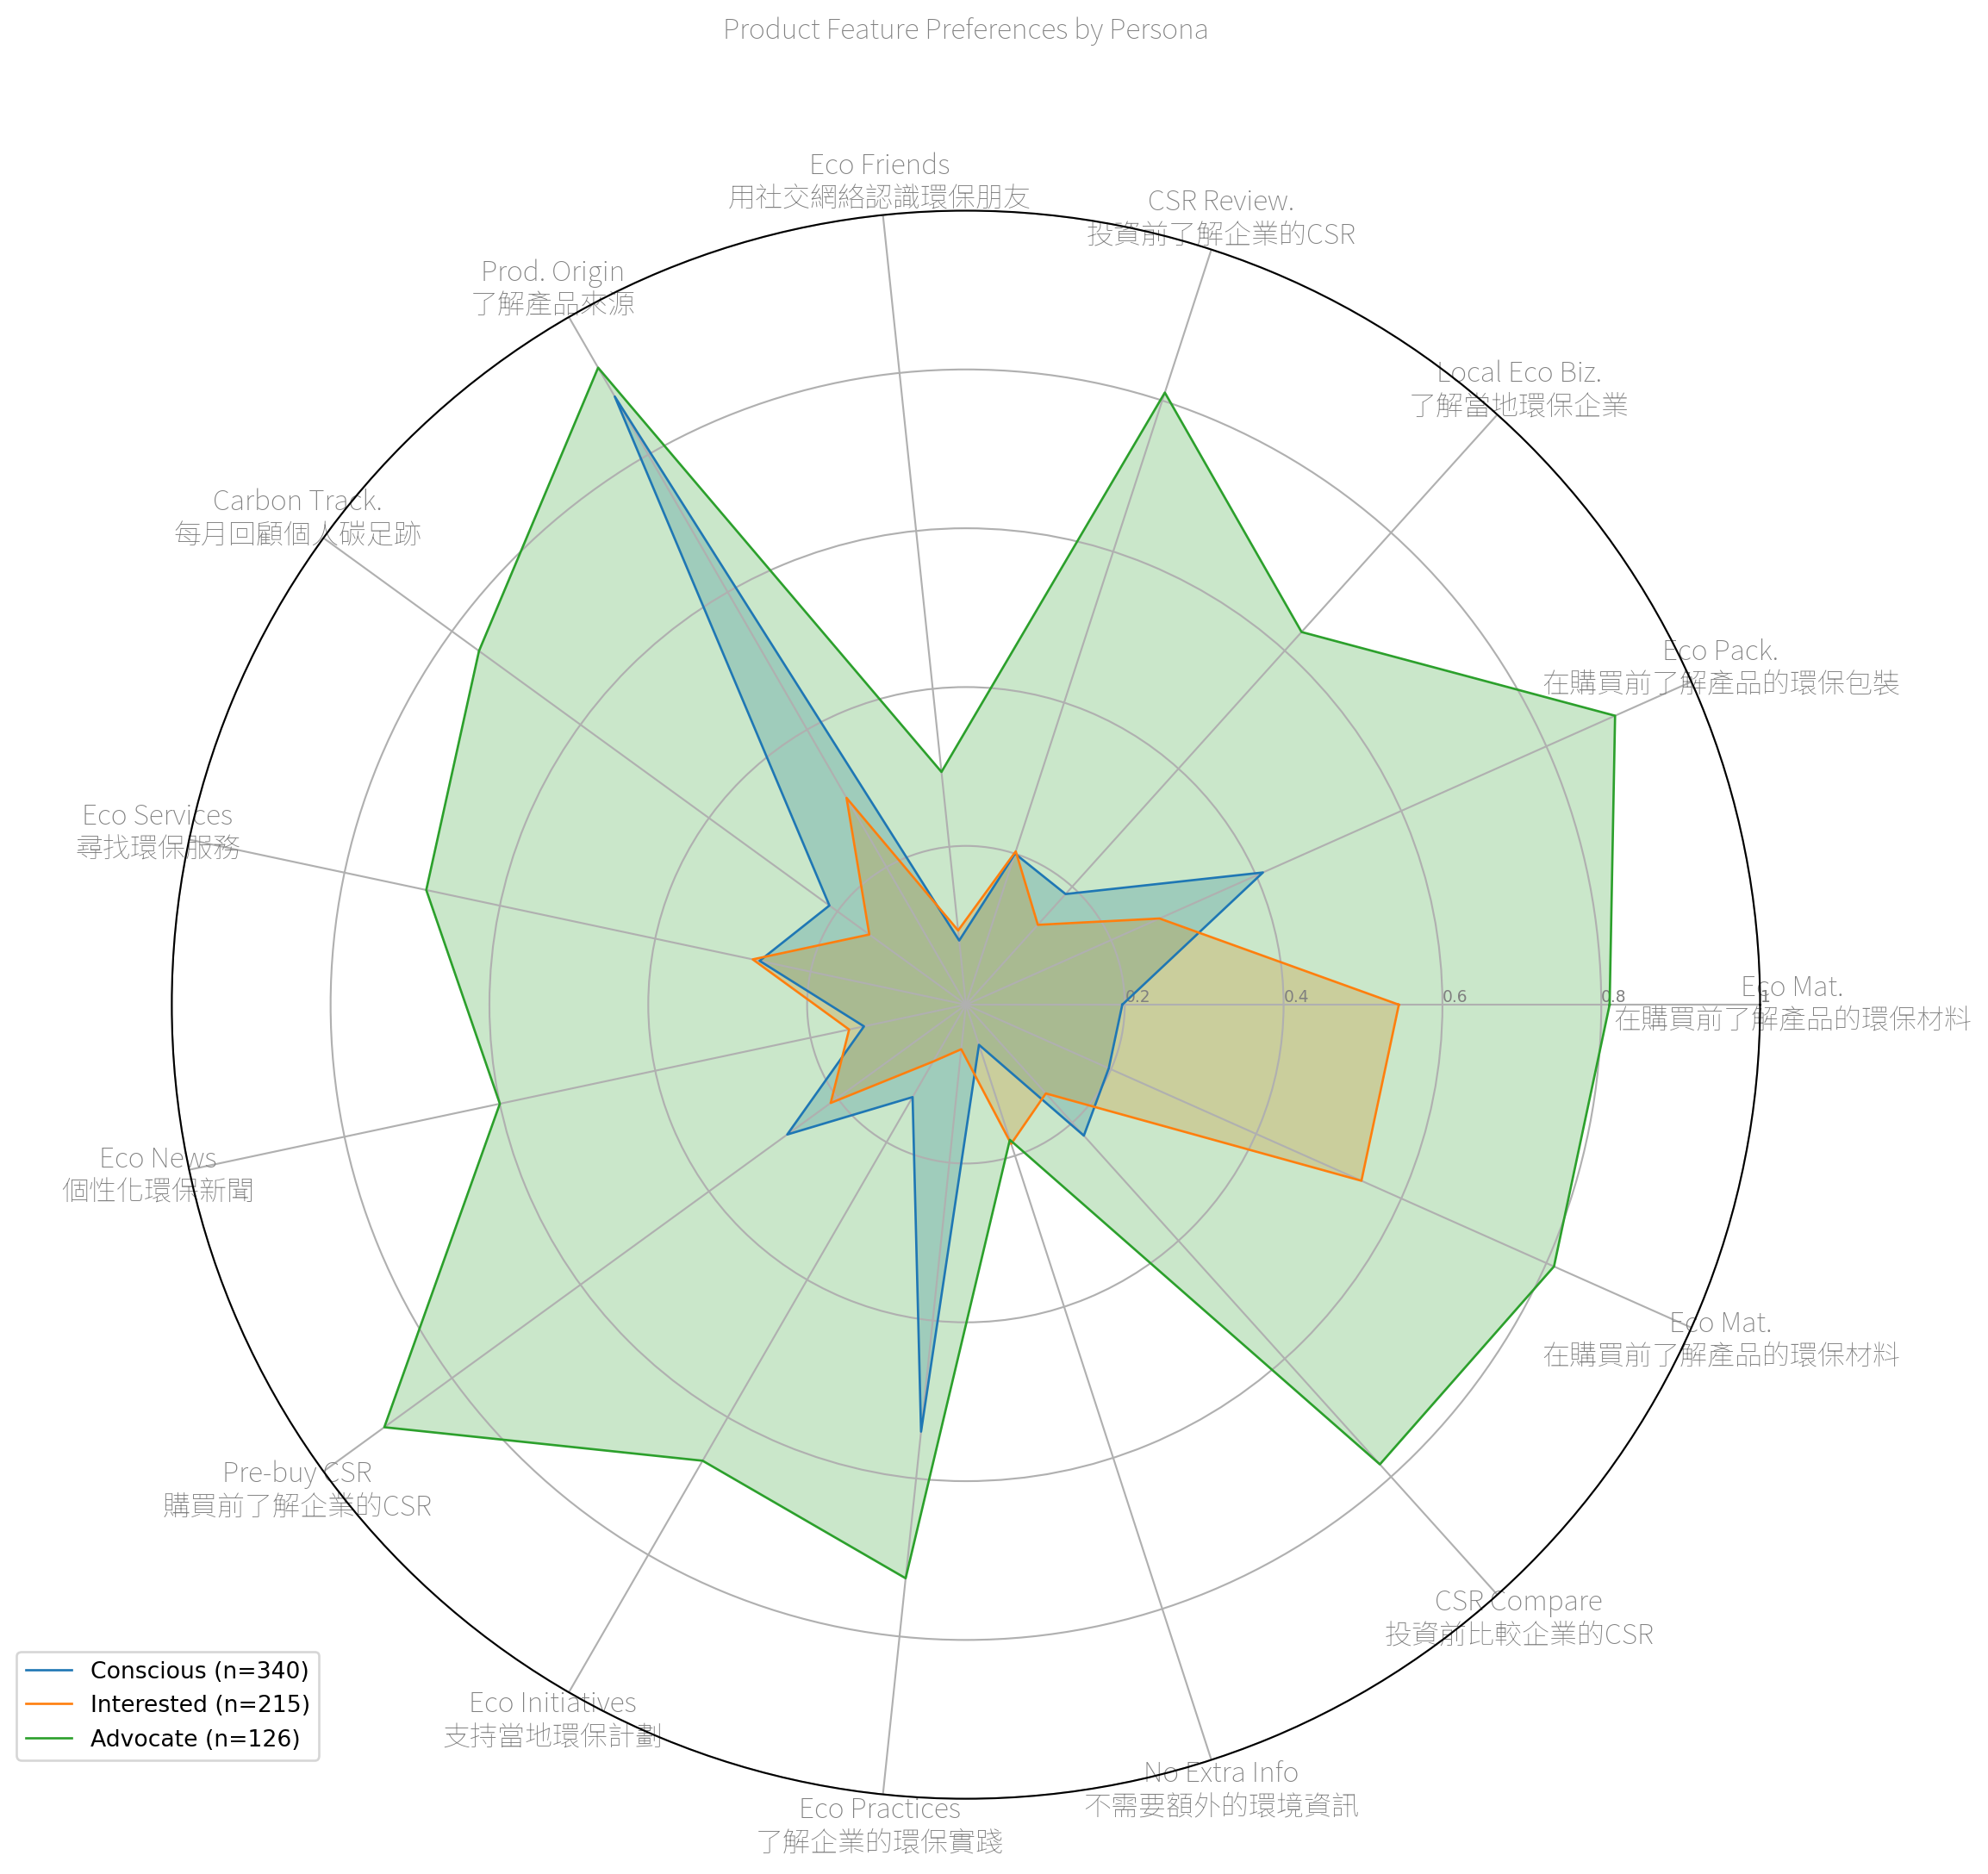 Product Feature Preferences by Persona
Eco Friends
用社交網絡認識環保朋友
CSR Review.
投資前了解企業的CSR
Prod. Origin
了解產品來源
Local Eco Biz.
了解當地環保企業
Carbon Track.
每月回顧個人碳足跡
Eco Pack.
在購買前了解產品的環保包裝
Eco Services
尋找環保服務
0.2 0.4 0.6 0.8 1
Eco Mat.
在購買前了解產品的環保材料
Eco News
個性化環保新聞
Eco Mat.
在購買前了解產品的環保材料
Pre-buy CSR
購買前了解企業的CSR
CSR Compare
投資前比較企業的CSR
Eco Initiatives
支持當地環保計劃
No Extra Info
不需要額外的環境資訊
Eco Practices
了解企業的環保實踐
Conscious (n=340)
Interested (n=215)
Advocate (n=126)